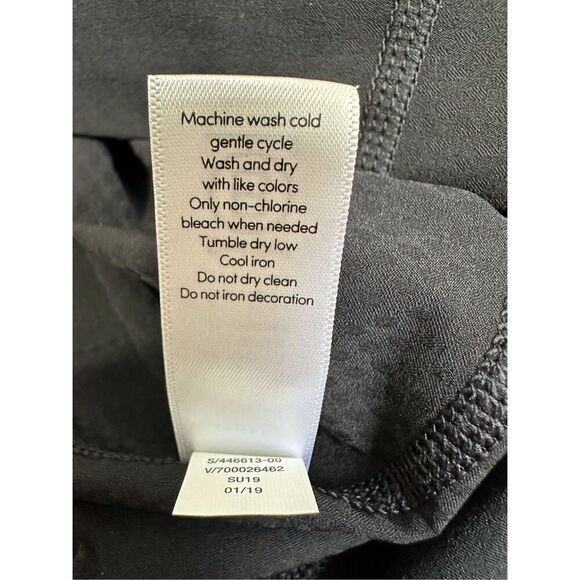 Machine wash cold
gentle cycle
Wash and dry
with like colors
Only non-chlorine
bleach when needed
Tumble dry low
Cool iron
Do not dry clean
Do not iron decoration
S/446613-00
V/700026462
SU19
01/19